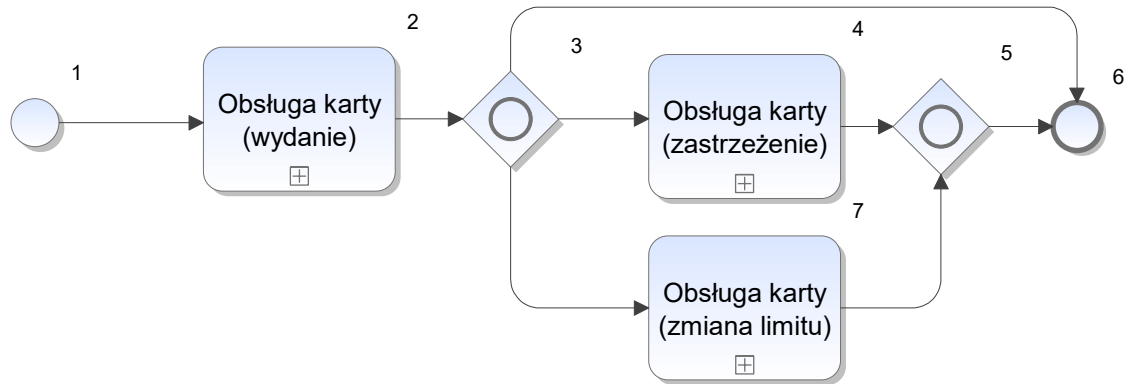 1
2
3
4
5
6
Obsługa karty
(wydanie)
Obsługa karty
(zastrzeżenie)
7
Obsługa karty
(zmiana limitu)